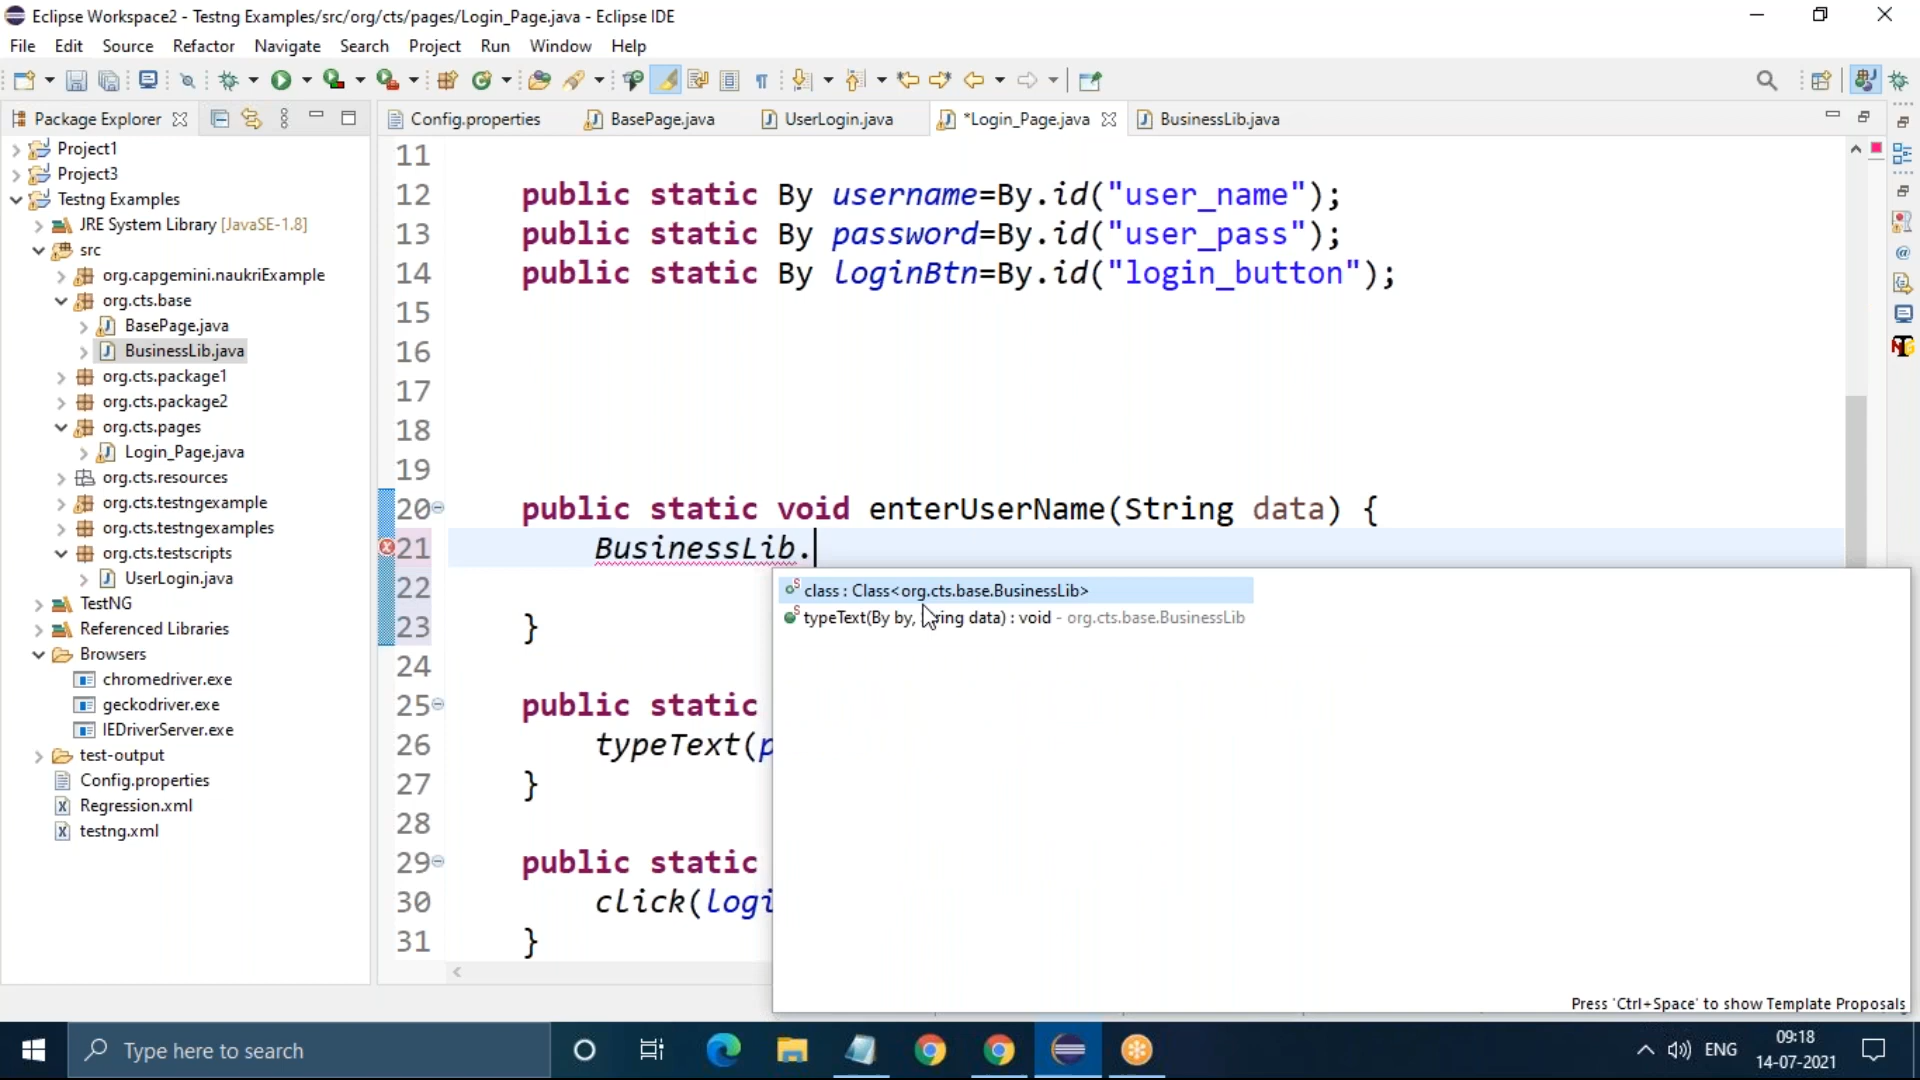 Eclipse Workspace2 - Testng Examples/src/org/cts/pages/Login_Page.java - Eclipse IDE
File Edit Source Refactor Navigate Search Project Run Window Help
Package Explorer
Config.properties BasePage.java UserLogin.java *Login_Page.java BusinessLib.java
Project1
Project3
Testng Examples
JRE System Library [JavaSE-1.8]
src
org.capgemini.naukriExample
org.cts.base
BasePage.java
BusinessLib.java
org.cts.package1
org.cts.package2
org.cts.pages
Login_Page.java
org.cts.resources
org.cts.testngexample
org.cts.testngexamples
org.cts.testscripts
UserLogin.java
TestNG
Referenced Libraries
Browsers
chromedriver.exe
geckodriver.exe
IEDriverServer.exe
test-output
Config.properties
Regression.xml
testng.xml
11
12 public static By username=By.id("user_name");
13 public static By password=By.id("user_pass");
14 public static By loginBtn=By.id("login_button");
15
16
17
18
19
20 public static void enterUserName(String data) {
21 BusinessLib.
22
23 }
24
25 public static
26 typeText(p
27 }
28
29 public static
30 click(logi
31 }
class : Class<org.cts.base.BusinessLib>
typeText(By by, String data) : void - org.cts.base.BusinessLib
Press 'Ctrl+Space' to show Template Proposals
Type here to search
ENG
09:18
14-07-2021